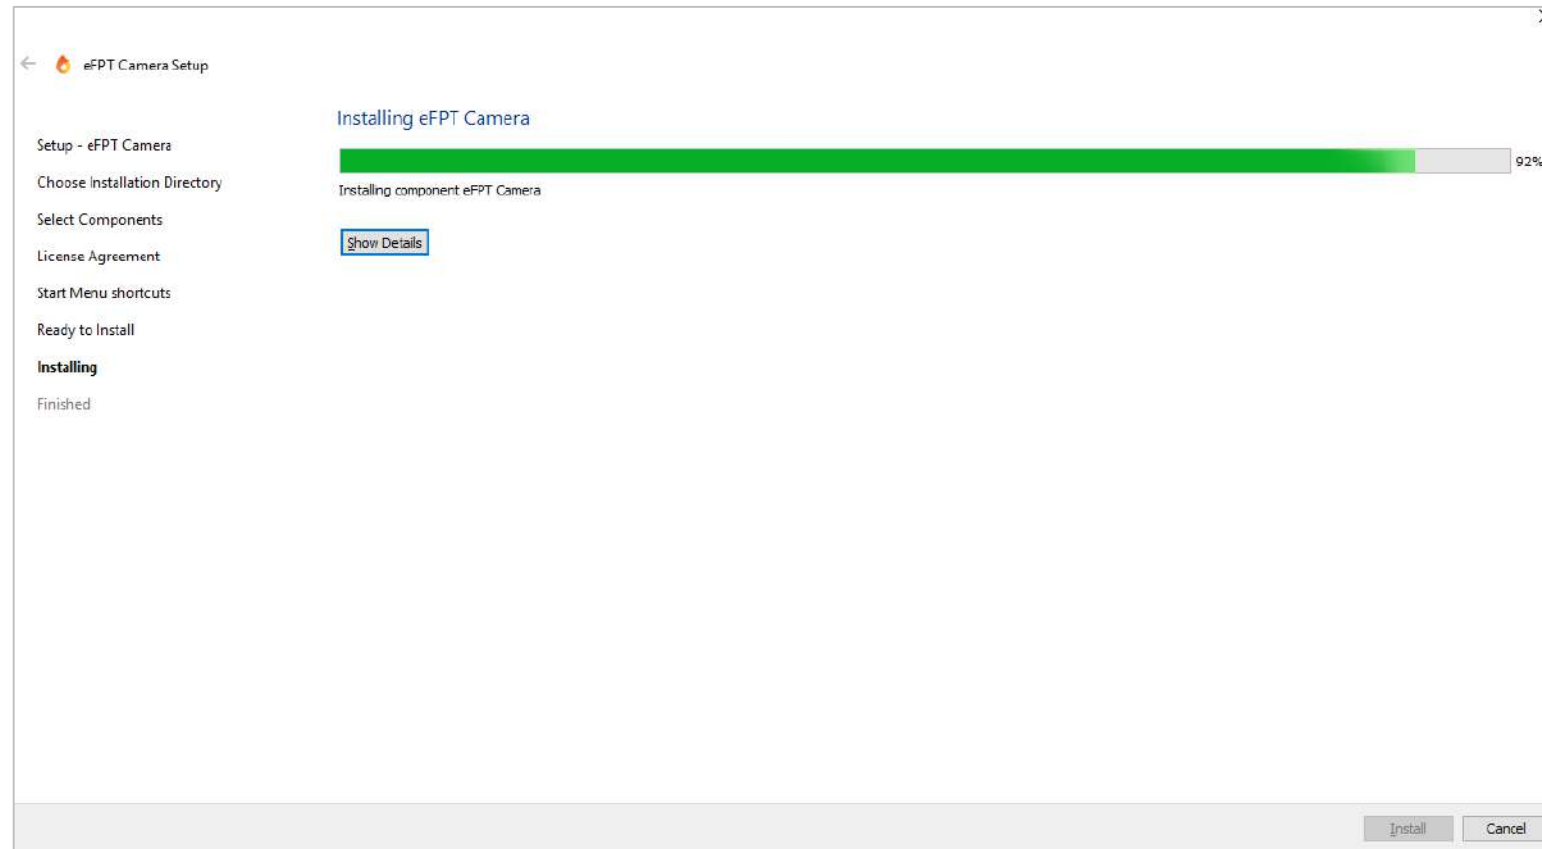 eFPT Camera Setup
Installing eFPT Camera
Setup - eFPT Camera
Choose Installation Directory
Select Components
License Agreement
Start Menu shortcuts
Ready to Install
Installing
Finished
92%
Installing component eFPT Camera
Show Details
Install
Cancel